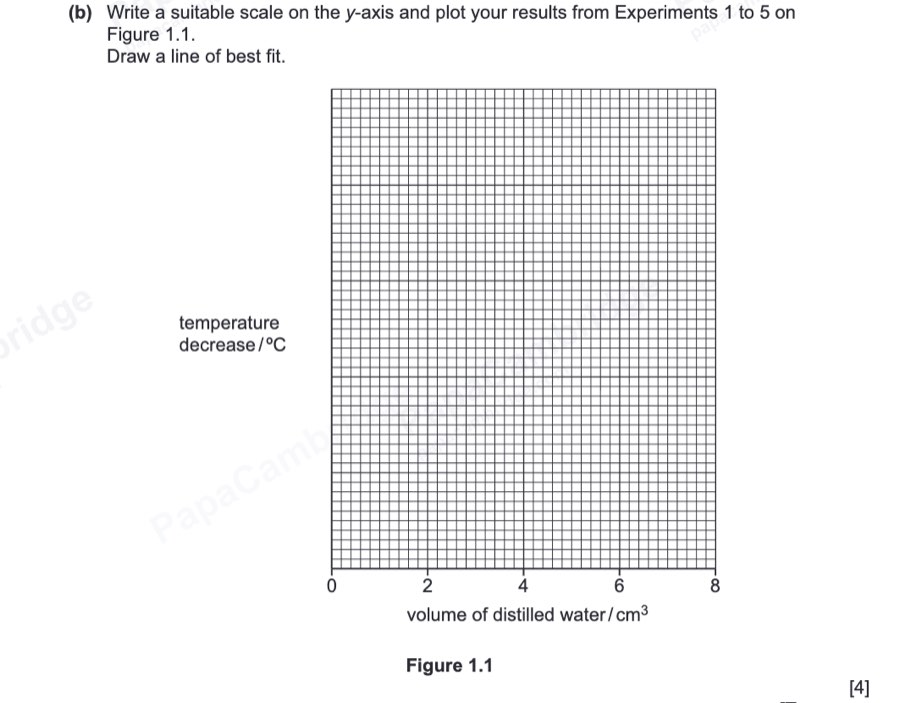 (b) Write a suitable scale on the y-axis and plot your results from Experiments 1 to 5 on
Figure 1.1.
Draw a line of best fit.
temperature
decrease/°C
0 2 4 6 8
volume of distilled water/cm³
Figure 1.1
[4]
PapaCambridge